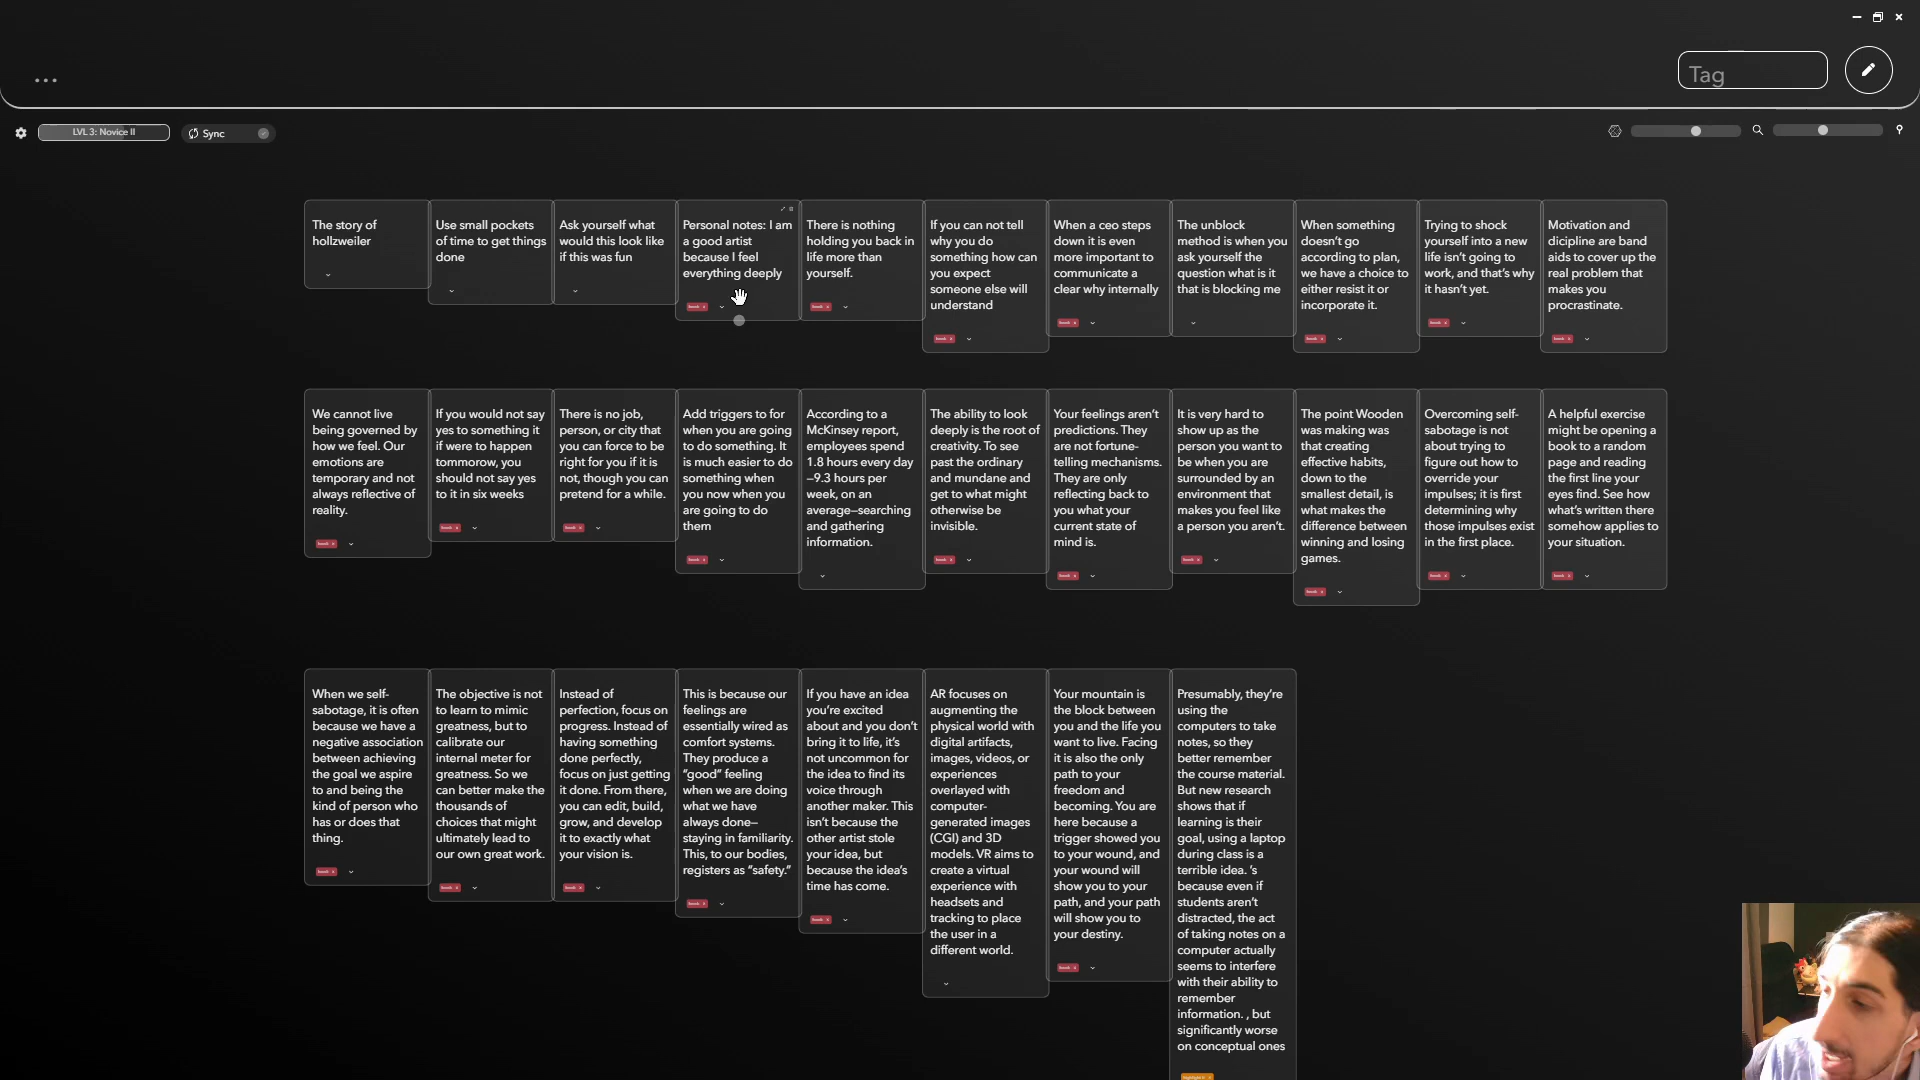 ...
Tag
LVL 3: Novice II
Sync
The story of
hollzweiler
Use small pockets
of time to get things
done
Ask yourself what
would this look like
if this was fun
Personal notes: I am
a good artist
because I feel
everything deeply
There is nothing
holding you back in
life more than
yourself.
If you can not tell
why you do
something how can
you expect
someone else will
understand
When a ceo steps
down it is even
more important to
communicate a
clear why internally
The unblock
method is when you
ask yourself the
question what is it
that is blocking me
When something
doesn't go
according to plan,
we have a choice to
either resist it or
incorporate it.
Trying to shock
yourself into a new
life isn't going to
work, and that's why
it hasn't yet.
Motivation and
dicipline are band
aids to cover up the
real problem that
makes you
procrastinate.
We cannot live
being governed by
how we feel. Our
emotions are
temporary and not
always reflective of
reality.
If you would not say
yes to something it
if were to happen
tommorow, you
should not say yes
to it in six weeks
There is no job,
person, or city that
you can force to be
right for you if it is
not, though you can
pretend for a while.
Add triggers to for
when you are going
to do something. It
is much easier to do
something when
you now when you
are going to do
them
According to a
McKinsey report,
employees spend
1.8 hours every day
—9.3 hours per
week, on an
average—searching
and gathering
information.
The ability to look
deeply is the root of
creativity. To see
past the ordinary
and mundane and
get to what might
otherwise be
invisible.
Your feelings aren't
predictions. They
are not fortune-
telling mechanisms.
They are only
reflecting back to
you what your
current state of
mind is.
It is very hard to
show up as the
person you want to
be when you are
surrounded by an
environment that
makes you feel like
a person you aren't.
The point Wooden
was making was
that creating
effective habits,
down to the
smallest detail, is
what makes the
difference between
winning and losing
games.
Overcoming self-
sabotage is not
about trying to
figure out how to
override your
impulses; it is first
determining why
those impulses exist
in the first place.
A helpful exercise
might be opening a
book to a random
page and reading
the first line your
eyes find. See how
what's written there
somehow applies to
your situation.
When we self-
sabotage, it is often
because we have a
negative association
between achieving
the goal we aspire
to and being the
kind of person who
has or does that
thing.
The objective is not
to learn to mimic
greatness, but to
calibrate our
internal meter for
greatness. So we
can better make the
thousands of
choices that might
ultimately lead to
our own great work.
Instead of
perfection, focus on
progress. Instead of
having something
done perfectly,
focus on just getting
it done. From there,
you can edit, build,
grow, and develop
it to exactly what
your vision is.
This is because our
feelings are
essentially wired as
comfort systems.
They produce a
“good” feeling
when we are doing
what we have
always done—
staying in familiarity.
This, to our bodies,
registers as “safety.”
If you have an idea
you're excited
about and you don't
bring it to life, it's
not uncommon for
the idea to find its
voice through
another maker. This
isn't because the
other artist stole
your idea, but
because the idea's
time has come.
AR focuses on
augmenting the
physical world with
digital artifacts,
images, videos, or
experiences
overlayed with
computer-
generated images
(CGI) and 3D
models. VR aims to
create a virtual
experience with
headsets and
tracking to place
the user in a
different world.
Your mountain is
the block between
you and the life you
want to live. Facing
it is also the only
path to your
freedom and
becoming. You are
here because a
trigger showed you
to your wound, and
your wound will
show you to your
path, and your path
will show you to
your destiny.
Presumably, they're
using the
computers to take
notes, so they
better remember
the course material.
But new research
shows that if
learning is their
goal, using a laptop
during class is a
terrible idea. 's
because even if
students aren't
distracted, the act
of taking notes on a
computer actually
seems to interfere
with their ability to
remember
information. , but
significantly worse
on conceptual ones